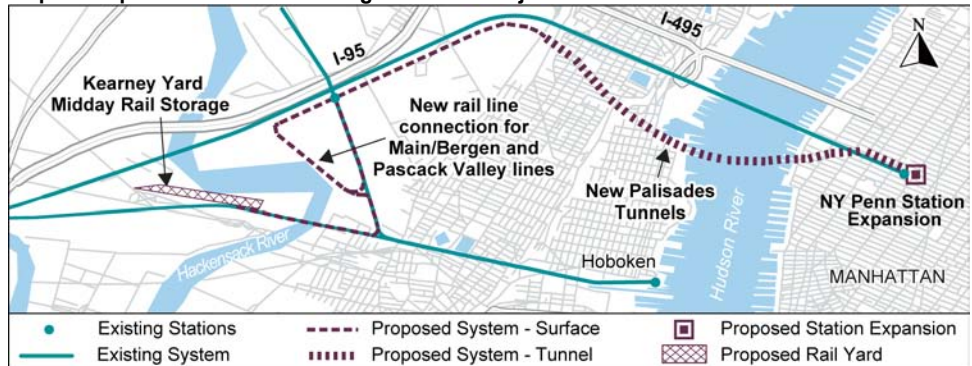 I-95
I-495
N
Kearney Yard
Midday Rail Storage
New rail line
connection for
Main/Bergen and
Pascack Valley lines
New Palisades
Tunnels
NY Penn Station
Expansion
Hackensack River
Hoboken
Hudson River
MANHATTAN
Existing Stations
Proposed System - Surface
Proposed Station Expansion
Existing System
Proposed System - Tunnel
Proposed Rail Yard